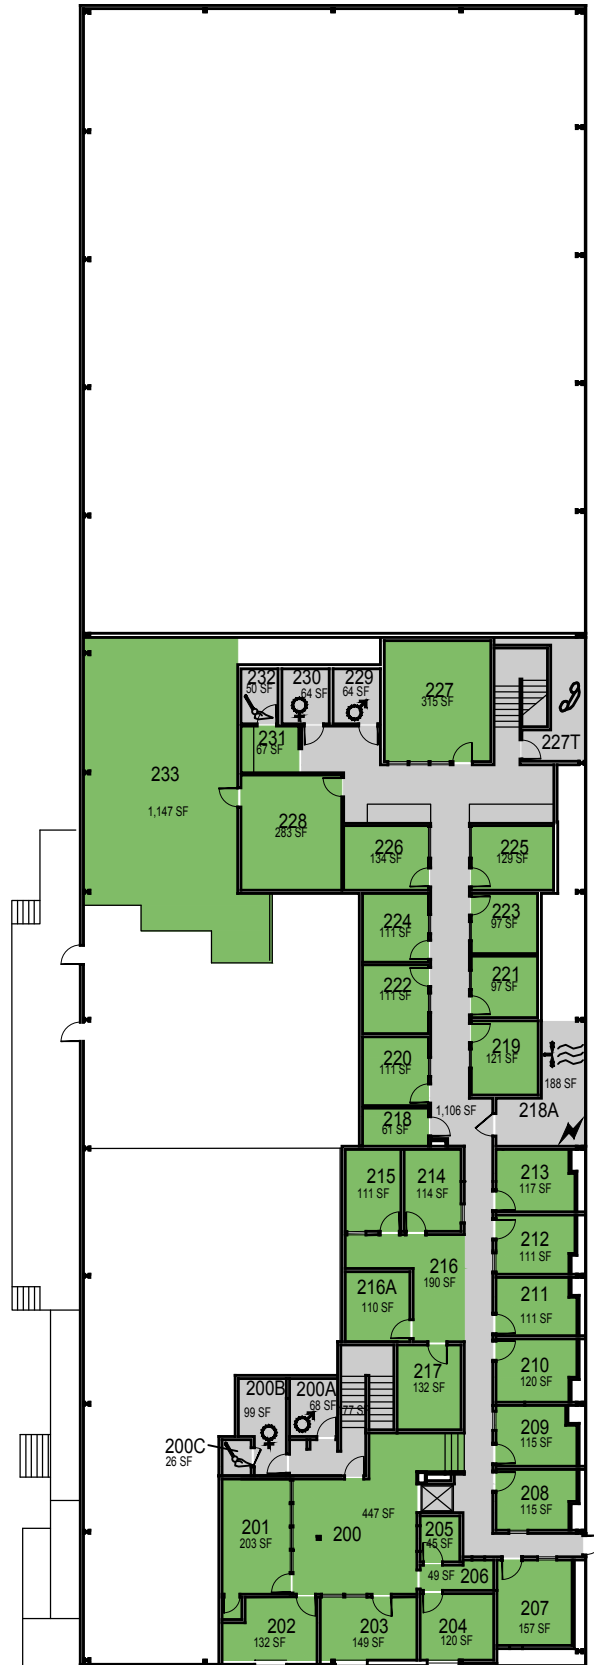 232
50 SF
230
64 SF
229
64 SF
227
315 SF
227T
231
67 SF
233
1,147 SF
228
283 SF
226
134 SF
225
129 SF
224
111 SF
223
97 SF
222
111 SF
221
97 SF
220
111 SF
219
121 SF
188 SF
218A
1,106 SF
218
61 SF
215
111 SF
214
114 SF
213
117 SF
212
111 SF
216
190 SF
216A
110 SF
211
111 SF
210
120 SF
217
132 SF
200B
99 SF
200A
68 SF
77 SF
209
115 SF
200C
26 SF
208
115 SF
447 SF
200
201
203 SF
205
45 SF
49 SF
206
202
132 SF
203
149 SF
204
120 SF
207
157 SF